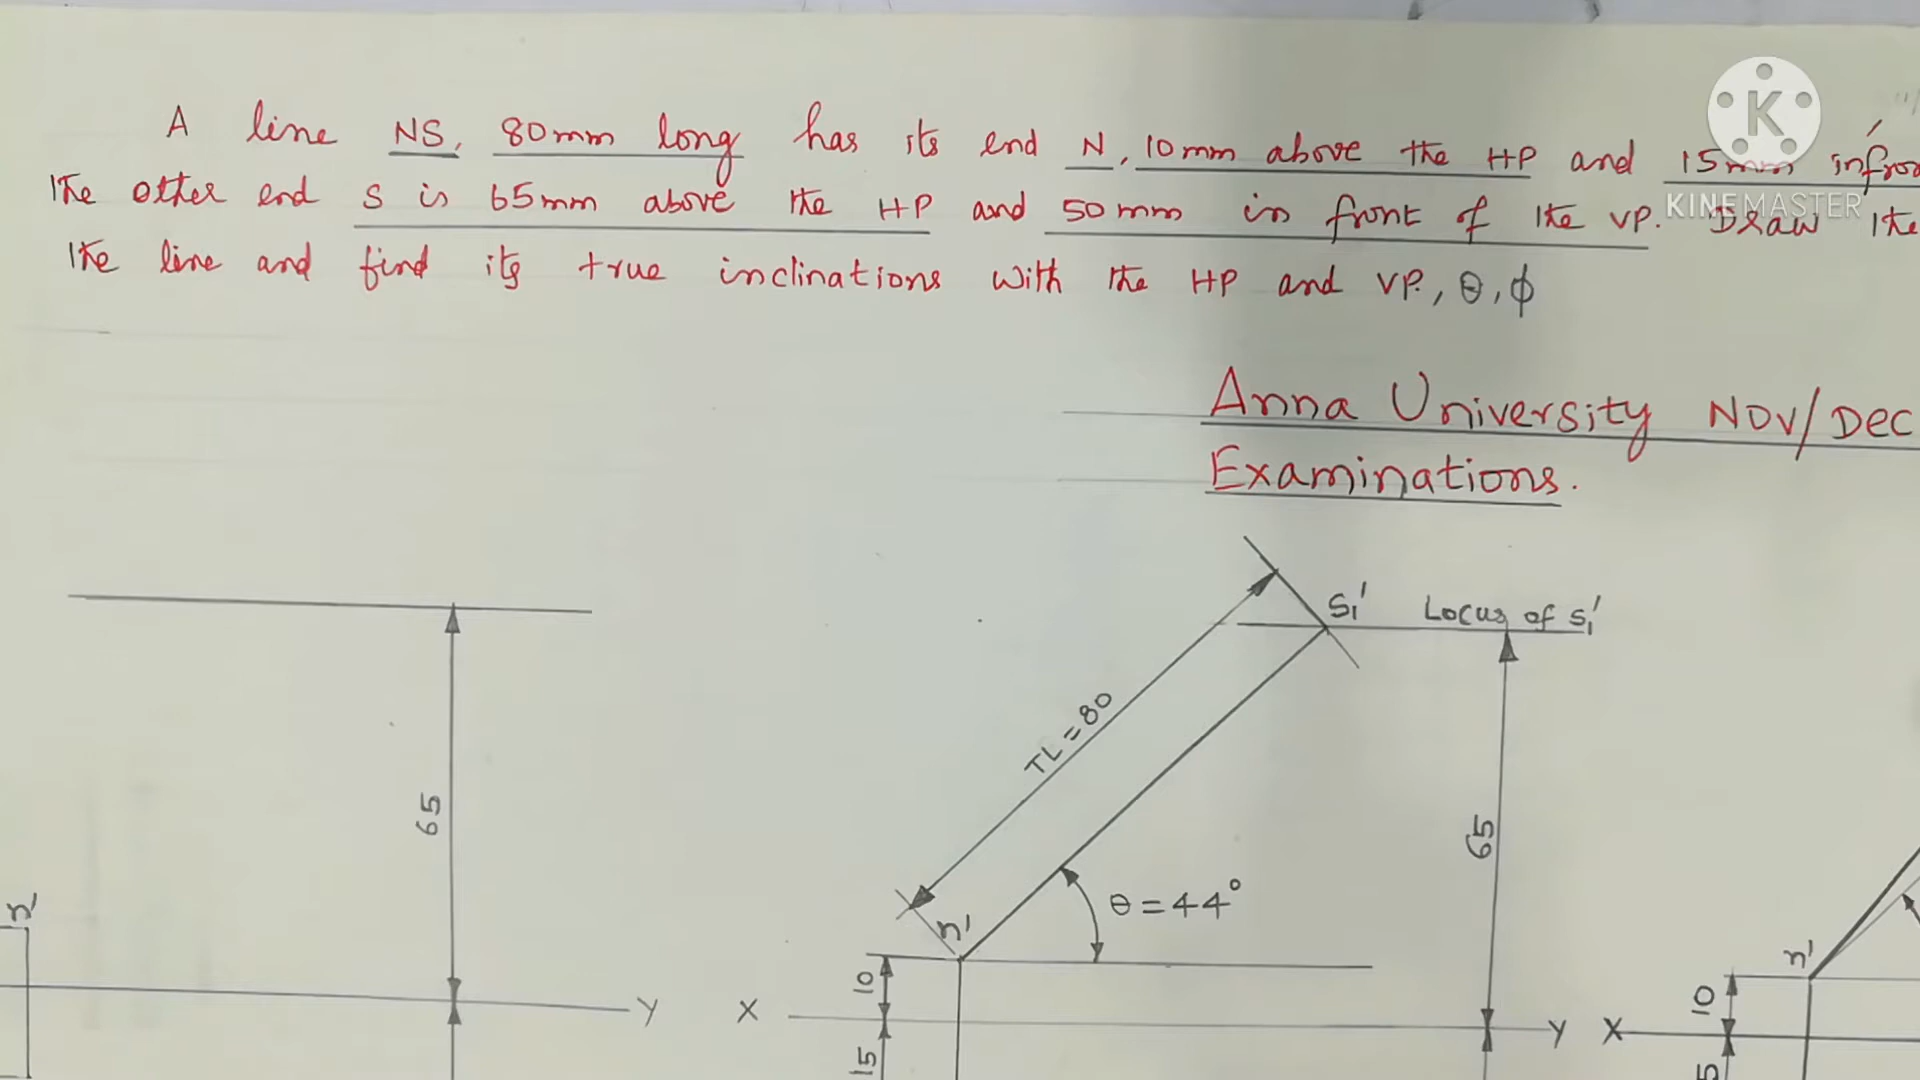 A line NS, 80mm long has its end N, 10mm above the HP and 15mm infron
the other end S is 65mm above the HP and 50mm in front of the VP. Draw the
the line and find its true inclinations with the HP and VP., θ, ϕ
K
KINEMASTER
Anna University NOV/DEC
Examinations.
S₁' Locus of s₁'
TL=80
65
65
n'
n'
θ=44°
n'
10
10
Y
X
Y
X
15
5